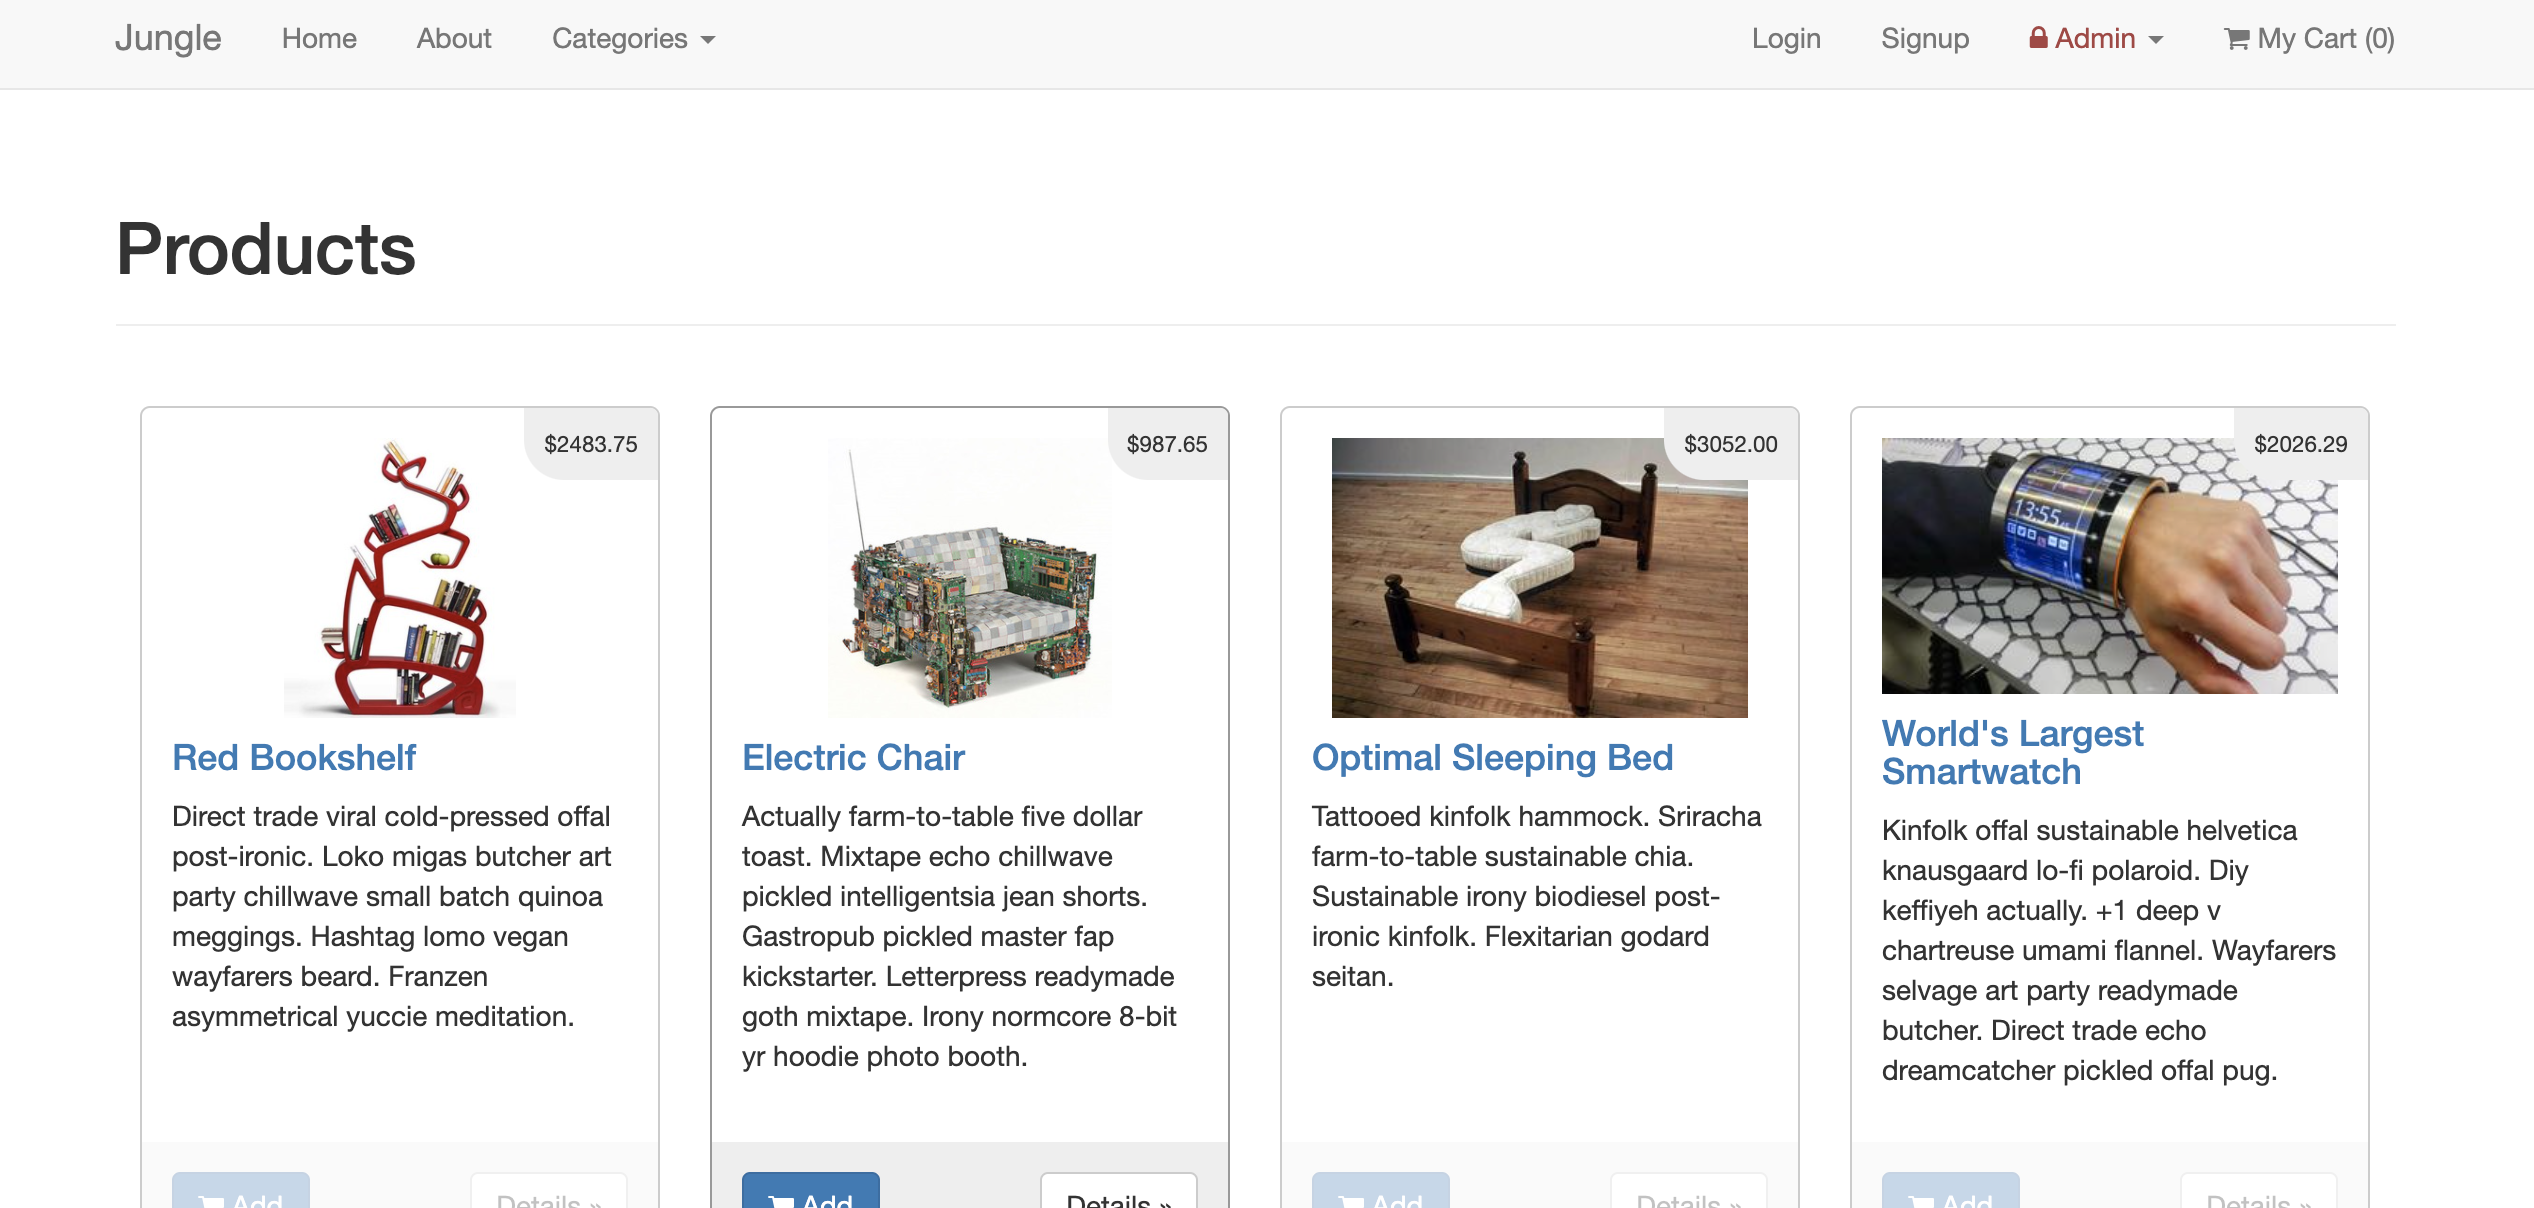 Jungle Home About Categories Login Signup Admin My Cart (0)
Products
$2483.75
Red Bookshelf
Direct trade viral cold-pressed offal
post-ironic. Loko migas butcher art
party chillwave small batch quinoa
meggings. Hashtag lomo vegan
wayfarers beard. Franzen
asymmetrical yuccie meditation.
Add Details »
$987.65
Electric Chair
Actually farm-to-table five dollar
toast. Mixtape echo chillwave
pickled intelligentsia jean shorts.
Gastropub pickled master fap
kickstarter. Letterpress readymade
goth mixtape. Irony normcore 8-bit
yr hoodie photo booth.
Add Details »
$3052.00
Optimal Sleeping Bed
Tattooed kinfolk hammock. Sriracha
farm-to-table sustainable chia.
Sustainable irony biodiesel post-
ironic kinfolk. Flexitarian godard
seitan.
Add Details »
$2026.29
13:55
World's Largest
Smartwatch
Kinfolk offal sustainable helvetica
knausgaard lo-fi polaroid. Diy
keffiyeh actually. +1 deep v
chartreuse umami flannel. Wayfarers
selvage art party readymade
butcher. Direct trade echo
dreamcatcher pickled offal pug.
Add Details »